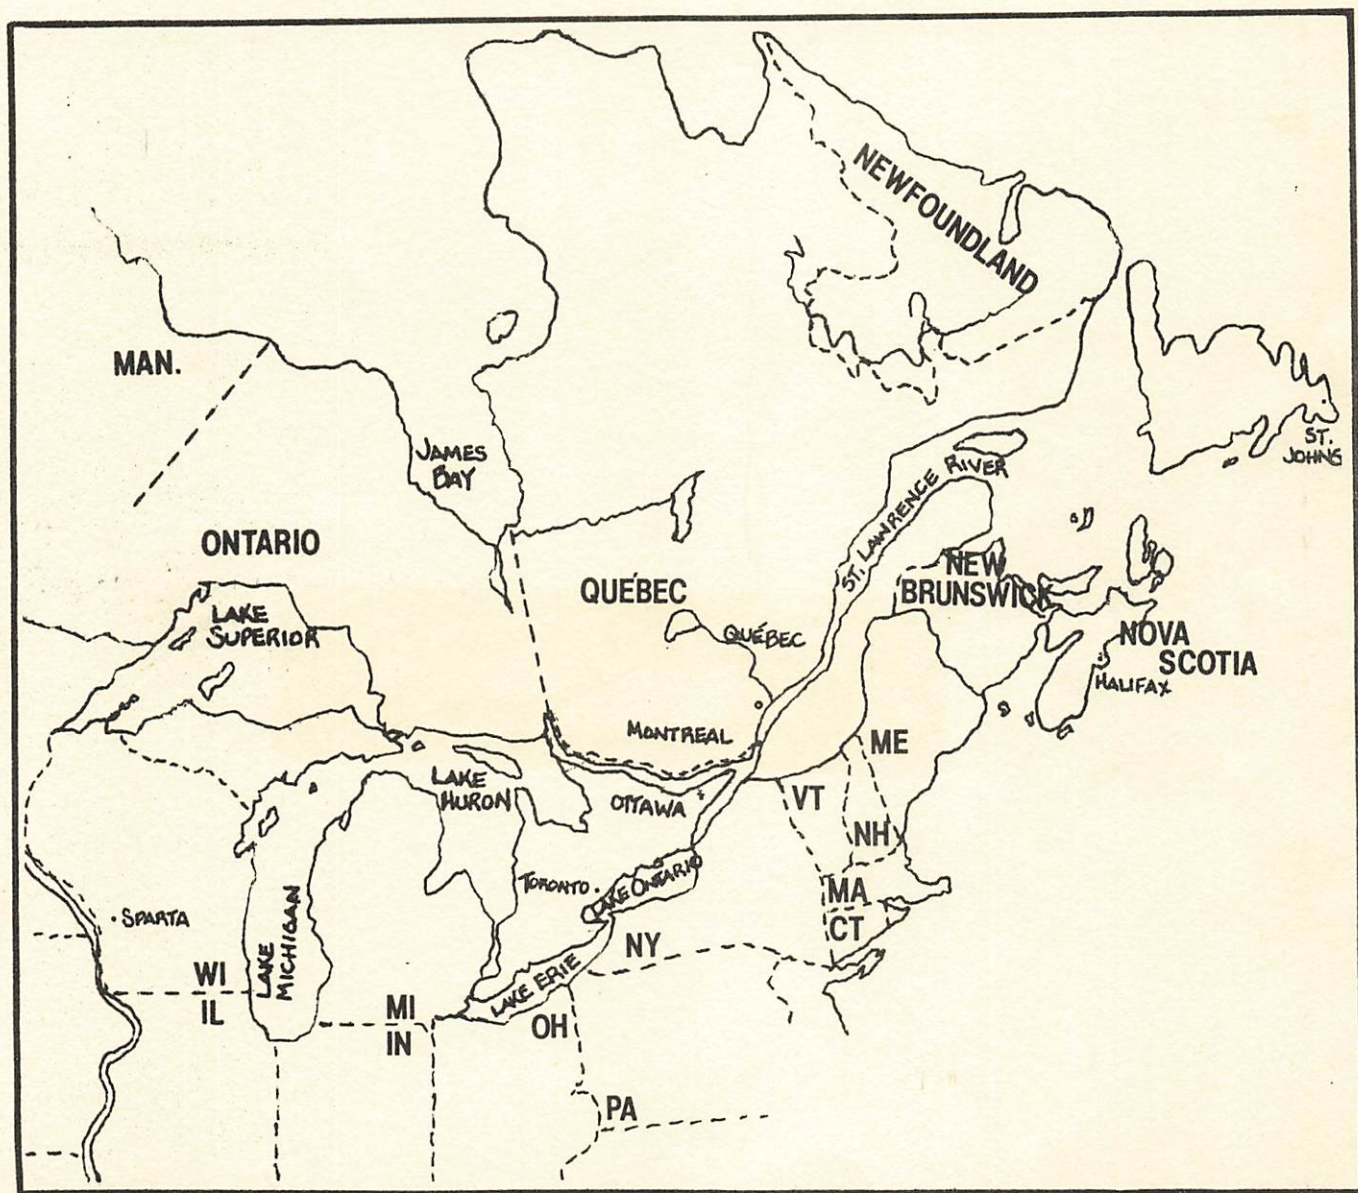 NEWFOUNDLAND
MAN.
JAMES
BAY
ST.
JOHNS
ST. LAWRENCE RIVER
ONTARIO
QUÉBEC
NEW
BRUNSWICK
LAKE
SUPERIOR
QUÉBEC
NOVA
SCOTIA
HALIFAX
MONTREAL
ME
LAKE
HURON
OTTAWA
VT
NH
TORONTO
LAKE ONTARIO
MA
CT
SPARTA
LAKE
MICHIGAN
NY
LAKE ERIE
WI
IL
MI
IN
OH
PA